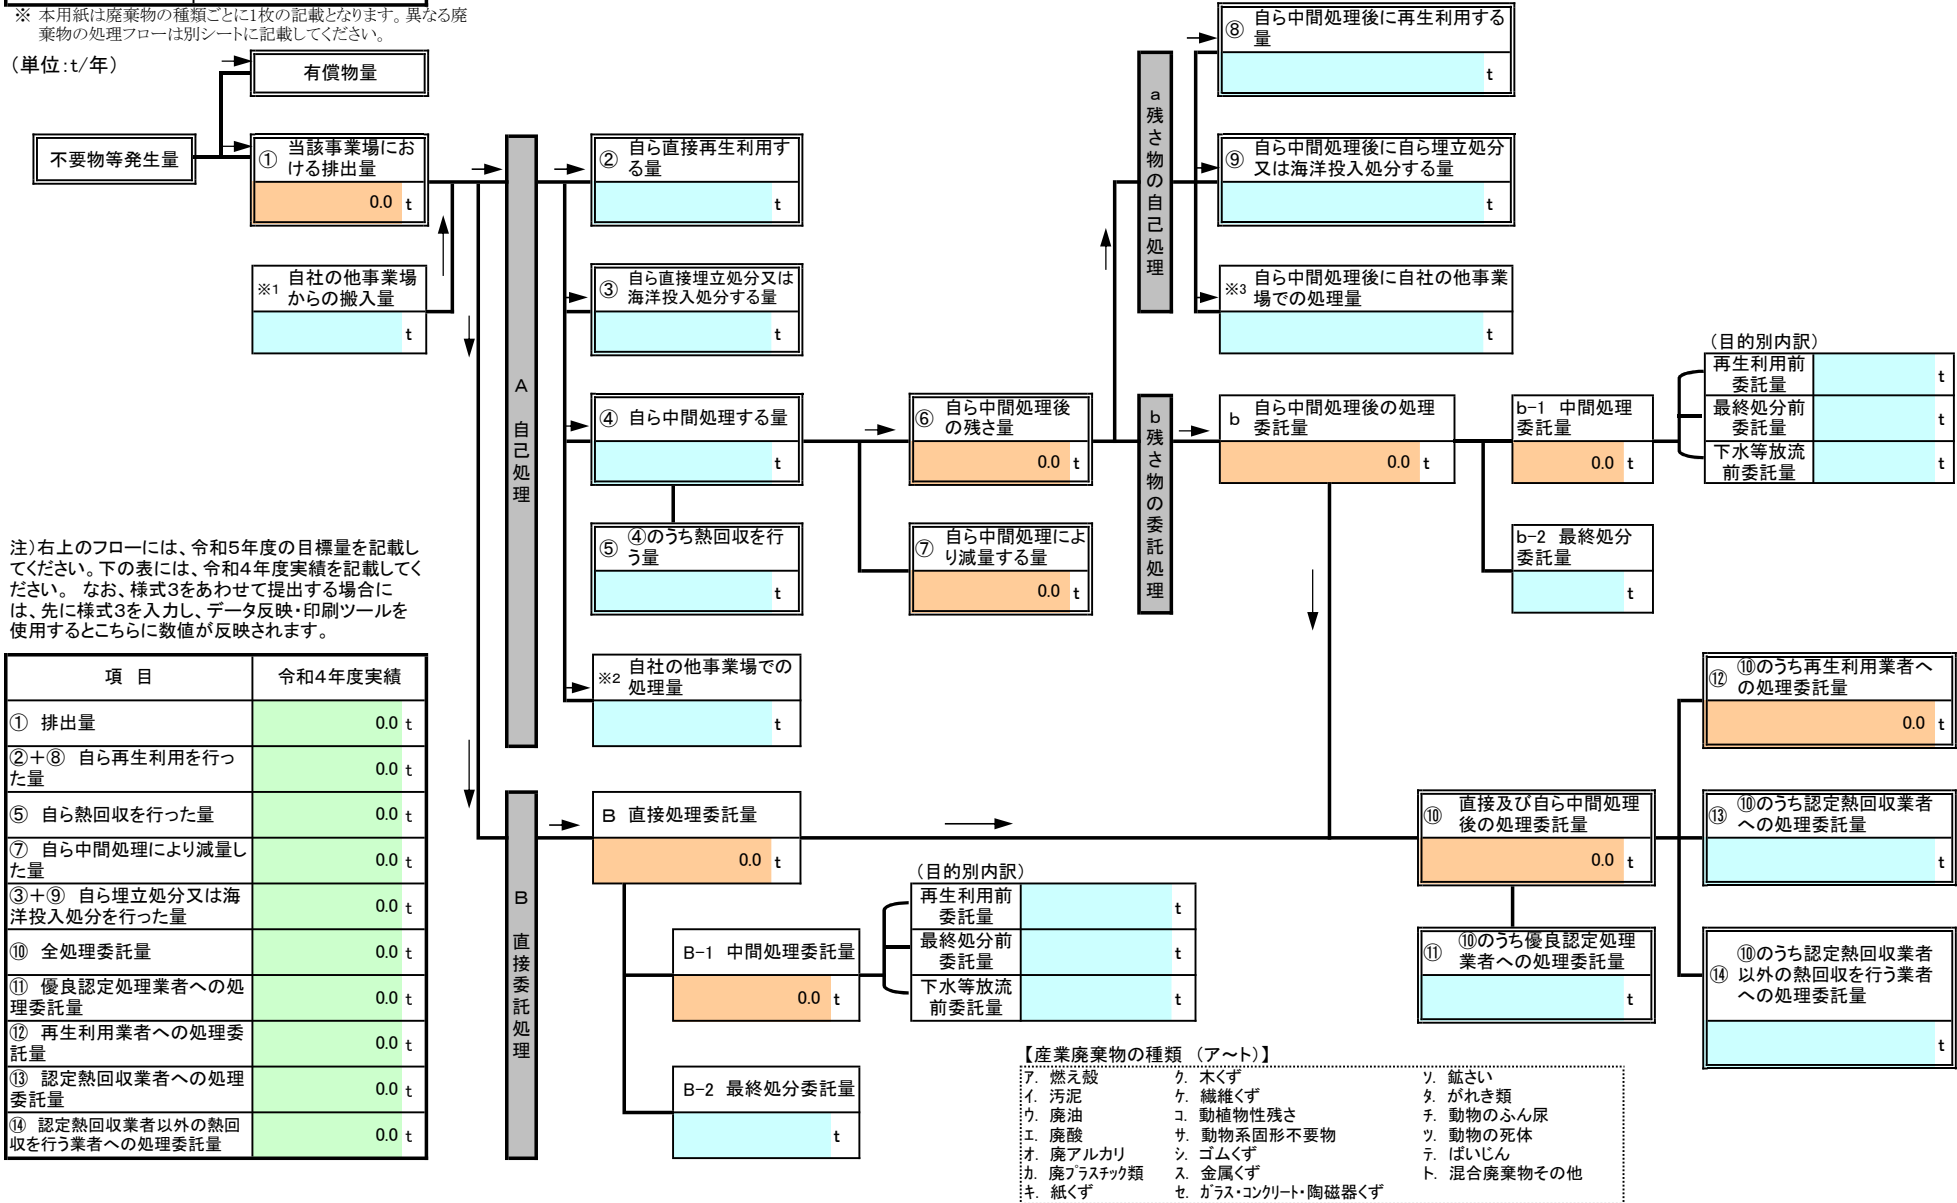 ※ 本用紙は廃棄物の種類ごとに1枚の記載となります。異なる廃
棄物の処理フローは別シートに記載してください。
(単位:t/年)
有償物量
不要物等発生量
① 当該事業場にお
ける排出量
0.0 t
※1 自社の他事業場
からの搬入量
t
A 自己処理
② 自ら直接再生利用す
る量
t
③ 自ら直接埋立処分又は
海洋投入処分する量
t
④ 自ら中間処理する量
t
⑤ ④のうち熱回収を行
う量
t
※2 自社の他事業場での
処理量
t
⑥ 自ら中間処理後
の残さ量
0.0 t
⑦ 自ら中間処理によ
り減量する量
0.0 t
a 残さ物の自己処理
⑧ 自ら中間処理後に再生利用する
量
t
⑨ 自ら中間処理後に自ら埋立処分
又は海洋投入処分する量
t
※3 自ら中間処理後に自社の他事業
場での処理量
t
b 残さ物の委託処理
b 自ら中間処理後の処理
委託量
0.0 t
b-1 中間処理
委託量
0.0 t
(目的別内訳)
再生利用前
委託量
t
最終処分前
委託量
t
下水等放流
前委託量
t
b-2 最終処分
委託量
t
注)右上のフローには、令和5年度の目標量を記載し
てください。下の表には、令和4年度実績を記載してく
ださい。 なお、様式3をあわせて提出する場合に
は、先に様式3を入力し、データ反映・印刷ツールを
使用するとこちらに数値が反映されます。
項 目 令和4年度実績
① 排出量 0.0 t
②+⑧ 自ら再生利用を行っ
た量 0.0 t
⑤ 自ら熱回収を行った量 0.0 t
⑦ 自ら中間処理により減量し
た量 0.0 t
③+⑨ 自ら埋立処分又は海
洋投入処分を行った量 0.0 t
⑩ 全処理委託量 0.0 t
⑪ 優良認定処理業者への処
理委託量 0.0 t
⑫ 再生利用業者への処理委
託量 0.0 t
⑬ 認定熱回収業者への処理
委託量 0.0 t
⑭ 認定熱回収業者以外の熱回
収を行う業者への処理委託量 0.0 t
B 直接委託処理
B 直接処理委託量
0.0 t
B-1 中間処理委託量
0.0 t
(目的別内訳)
再生利用前
委託量
t
最終処分前
委託量
t
下水等放流
前委託量
t
B-2 最終処分委託量
t
⑩ 直接及び自ら中間処理
後の処理委託量
0.0 t
⑪ ⑩のうち優良認定処理
業者への処理委託量
t
⑫ ⑩のうち再生利用業者へ
の処理委託量
0.0 t
⑬ ⑩のうち認定熱回収業者
への処理委託量
t
⑭ ⑩のうち認定熱回収業者
以外の熱回収を行う業者
への処理委託量
t
【産業廃棄物の種類 (ア~ト)】
ア. 燃え殻 ク. 木くず ソ. 鉱さい
イ. 汚泥 ケ. 繊維くず タ. がれき類
ウ. 廃油 コ. 動植物性残さ チ. 動物のふん尿
エ. 廃酸 サ. 動物系固形不要物 ツ. 動物の死体
オ. 廃アルカリ シ. ゴムくず テ. ばいじん
カ. 廃プラスチック類 ス. 金属くず ト. 混合廃棄物その他
キ. 紙くず セ. ガラス・コンクリート・陶磁器くず